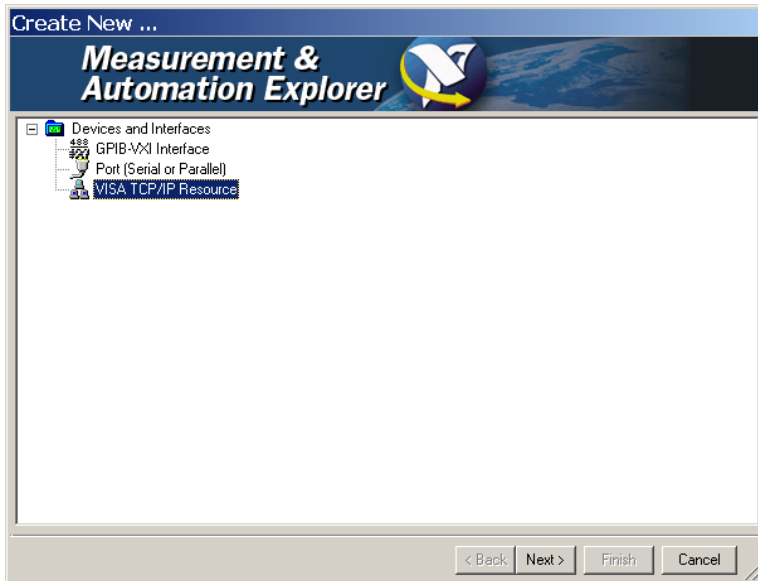 Create New ...
Measurement &
Automation Explorer
Devices and Interfaces
GPIB-VXI Interface
Port (Serial or Parallel)
VISA TCP/IP Resource
< Back Next > Finish Cancel